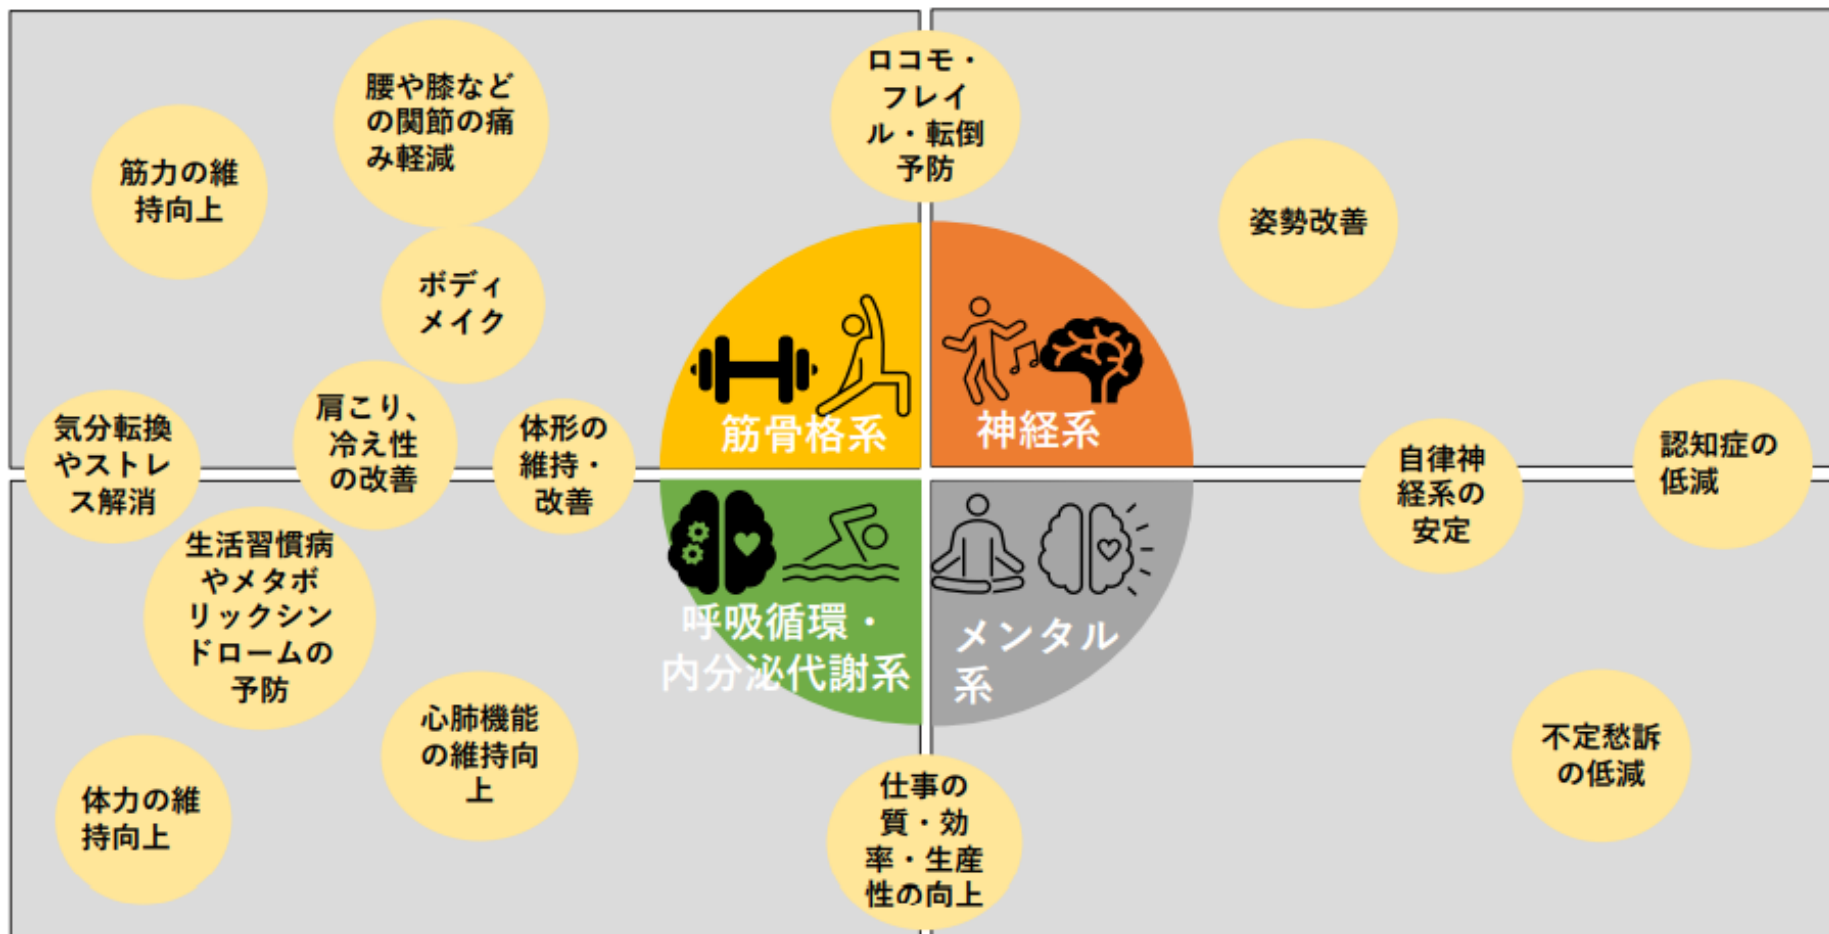 腰や膝など
の関節の痛
み軽減
筋力の維
持向上
ボディ
メイク
ロコモ・
フレイ
ル・転倒
予防
姿勢改善
筋骨格系
神経系
気分転換
やストレ
ス解消
肩こり、
冷え性
の改善
体形の
維持・
改善
自律神
経系の
安定
認知症の
低減
呼吸循環・
内分泌代謝系
メンタル
系
生活習慣病
やメタボ
リックシン
ドロームの
予防
心肺機能
の維持向
上
体力の維
持向上
仕事の
質・効
率・生産
性の向上
不定愁訴
の低減